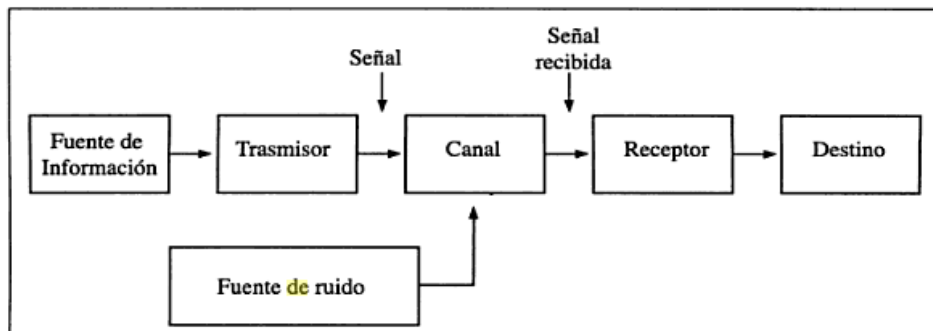 Señal
Señal
recibida
Fuente de
Información
Trasmisor
Canal
Receptor
Destino
Fuente de ruido